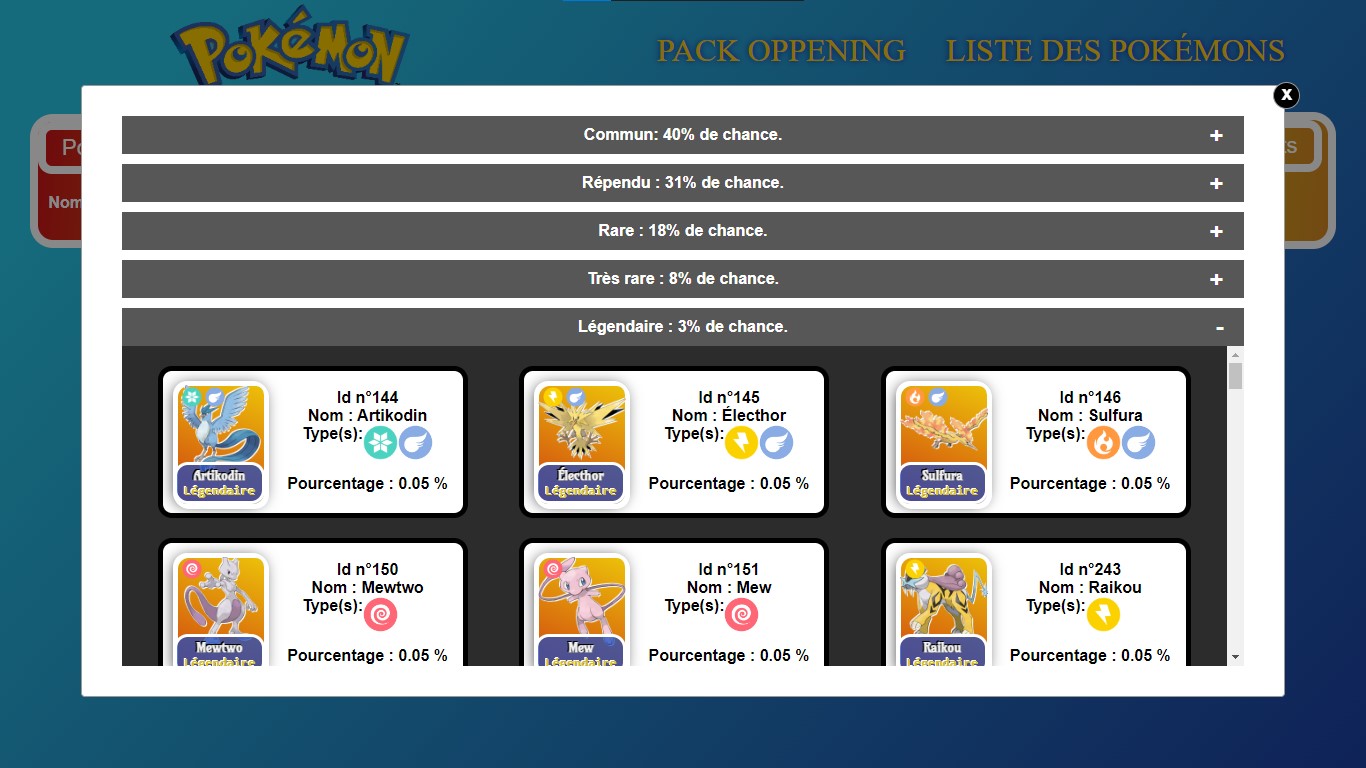 POKéMON
PACK OPPENING
LISTE DES POKÉMONS
X
Nom
Commun: 40% de chance.
+
Répendu : 31% de chance.
+
Rare : 18% de chance.
+
Très rare : 8% de chance.
+
Légendaire : 3% de chance.
-
Artikodin
Légendaire
Id n°144
Nom : Artikodin
Type(s):
Pourcentage : 0.05 %
Électhor
Légendaire
Id n°145
Nom : Électhor
Type(s):
Pourcentage : 0.05 %
Sulfura
Légendaire
Id n°146
Nom : Sulfura
Type(s):
Pourcentage : 0.05 %
Mewtwo
Légendaire
Id n°150
Nom : Mewtwo
Type(s):
Pourcentage : 0.05 %
Mew
Légendaire
Id n°151
Nom : Mew
Type(s):
Pourcentage : 0.05 %
Raikou
Légendaire
Id n°243
Nom : Raikou
Type(s):
Pourcentage : 0.05 %